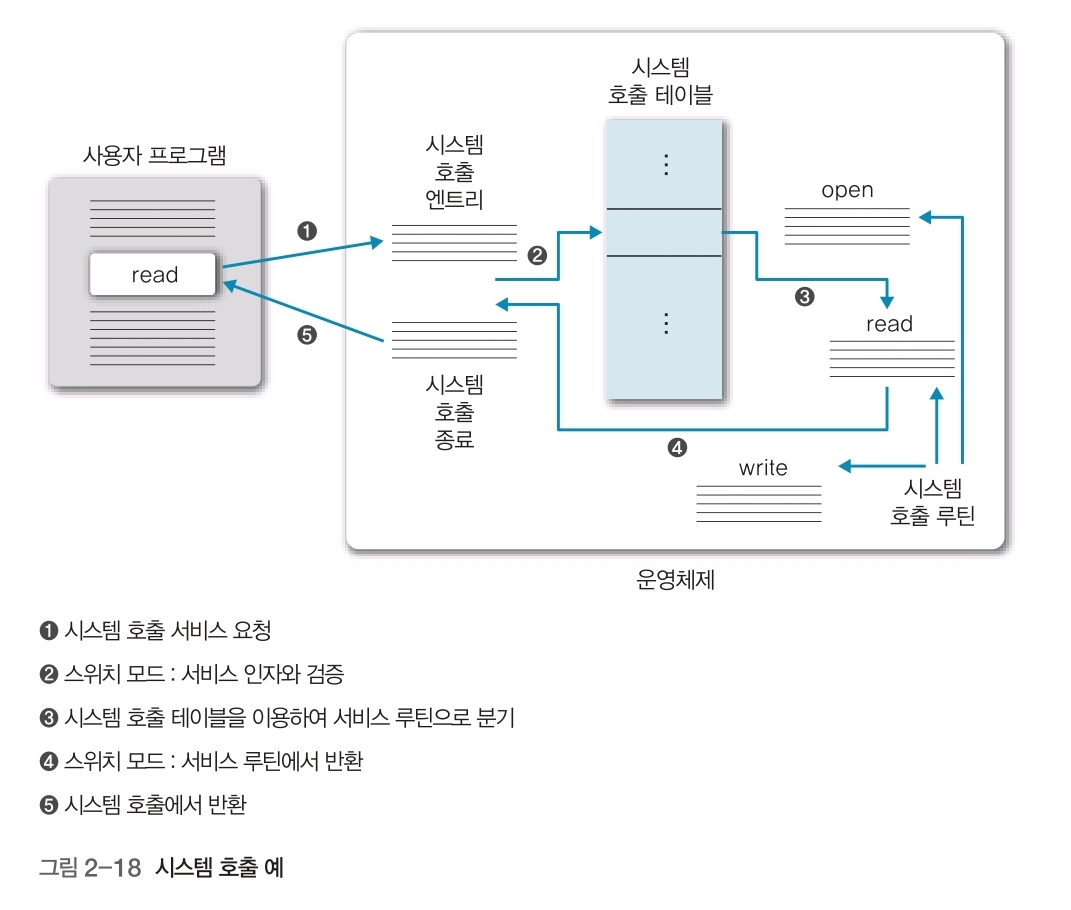 시스템
호출 테이블
사용자 프로그램
시스템
호출
엔트리
⋮
open
❶
❷
read
❸
⋮
read
❺
시스템
호출
종료
❹
write
시스템
호출 루틴
운영체제
❶ 시스템 호출 서비스 요청
❷ 스위치 모드 : 서비스 인자와 검증
❸ 시스템 호출 테이블을 이용하여 서비스 루틴으로 분기
❹ 스위치 모드 : 서비스 루틴에서 반환
❺ 시스템 호출에서 반환
그림 2-18 시스템 호출 예